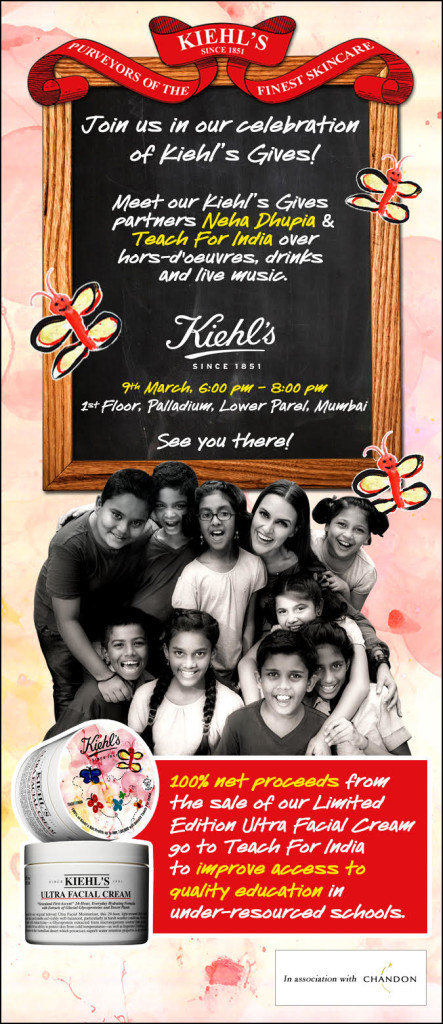 KIEHL'S
SINCE 1851
PURVEYORS OF THE FINEST SKINCARE
Join us in our celebration
of Kiehl's Gives!
Meet our Kiehl's Gives
partners Neha Dhupia &
Teach For India over
hors-d'oeuvres, drinks
and live music.
Kiehl's
SINCE 1851
9th March, 6:00 pm - 8:00 pm
1st Floor, Palladium, Lower Parel, Mumbai
See you there!
Kiehl's
KIEHL'S
ULTRA FACIAL CREAM
100% net proceeds from
the sale of our Limited
Edition Ultra Facial Cream
go to Teach For India
to improve access to
quality education in
under-resourced schools.
In association with CHANDON